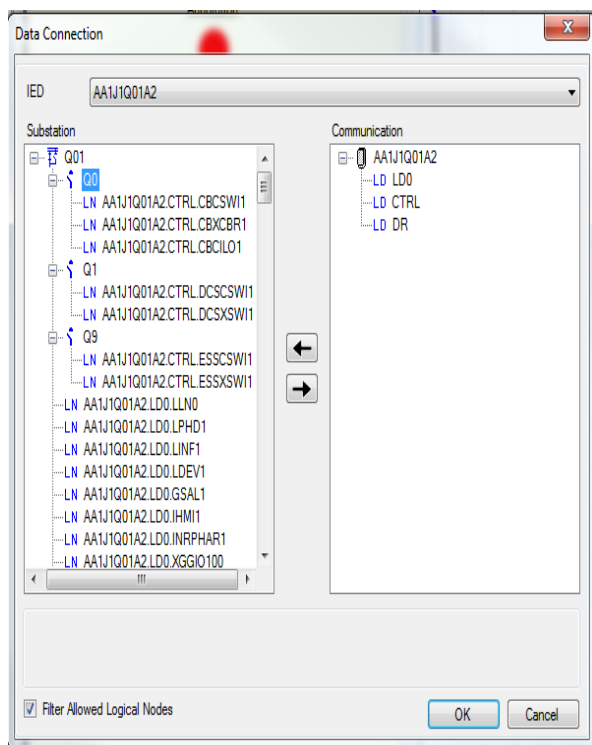 Data Connection
X
IED
AA1J1Q01A2
Substation
Q01
Q0
LN AA1J1Q01A2.CTRL.CBCSWI1
LN AA1J1Q01A2.CTRL.CBXCBR1
LN AA1J1Q01A2.CTRL.CBCILO1
Q1
LN AA1J1Q01A2.CTRL.DCSCSWI1
LN AA1J1Q01A2.CTRL.DCSXSWI1
Q9
LN AA1J1Q01A2.CTRL.ESSCSWI1
LN AA1J1Q01A2.CTRL.ESSXSWI1
LN AA1J1Q01A2.LD0.LLN0
LN AA1J1Q01A2.LD0.LPHD1
LN AA1J1Q01A2.LD0.LINF1
LN AA1J1Q01A2.LD0.LDEV1
LN AA1J1Q01A2.LD0.GSAL1
LN AA1J1Q01A2.LD0.IHMI1
LN AA1J1Q01A2.LD0.INRPHAR1
LN AA1J1Q01A2.LD0.XGGIO100
Communication
AA1J1Q01A2
LD LD0
LD CTRL
LD DR
Filter Allowed Logical Nodes
OK
Cancel